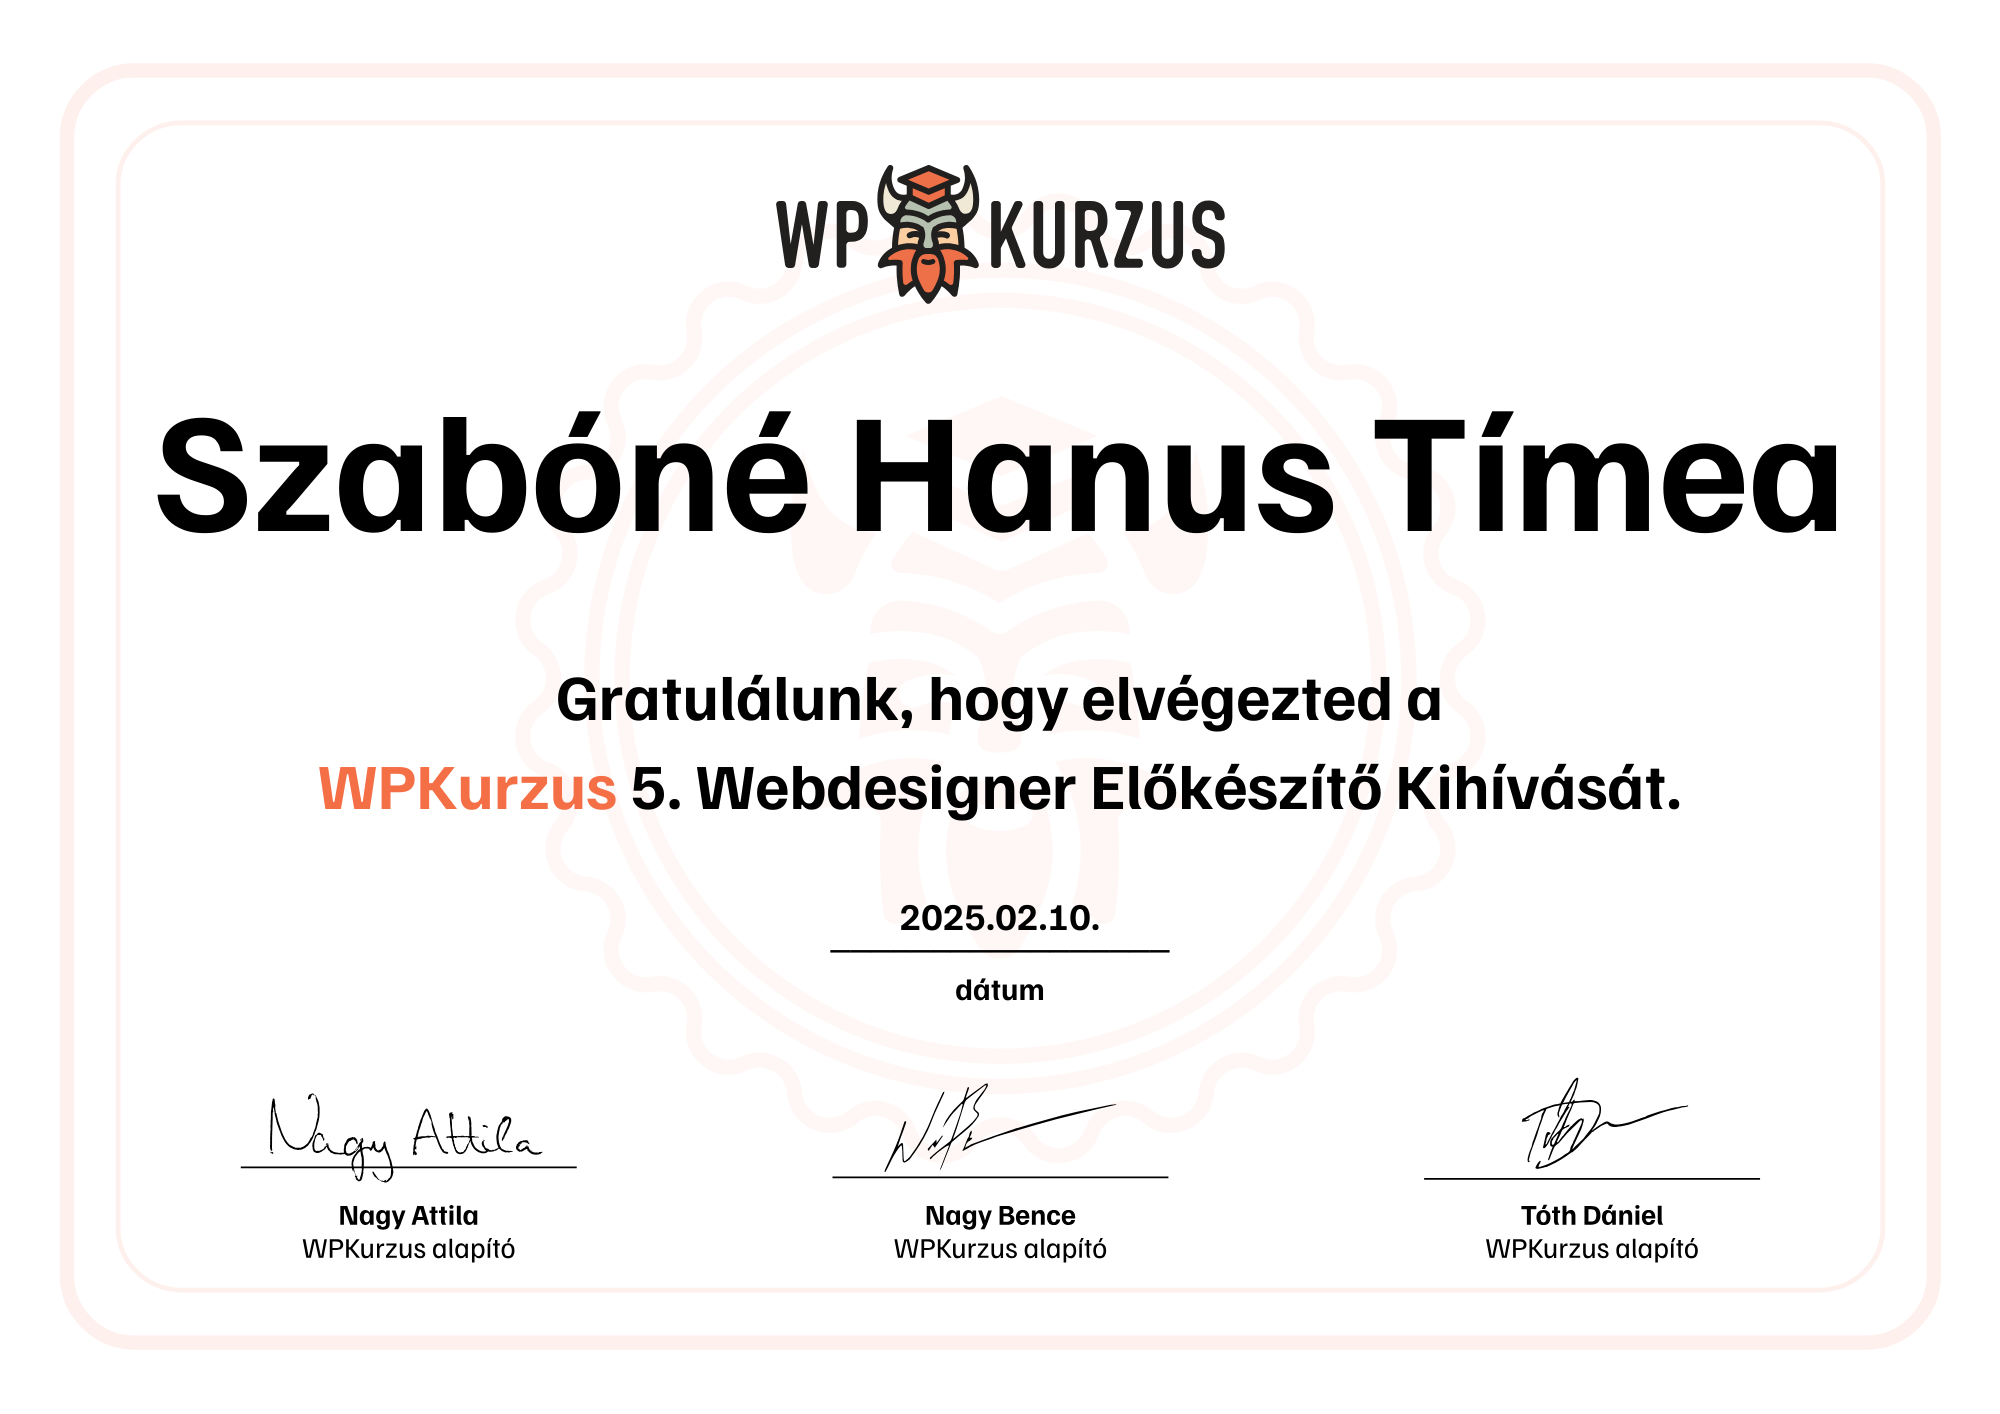 WP KURZUS
Szabóné Hanus Tímea
Gratulálunk, hogy elvégezted a
WPKurzus 5. Webdesigner Előkészítő Kihívását.
2025.02.10.
dátum
Nagy Attila
Nagy Attila
WPKurzus alapító
Nagy Bence
WPKurzus alapító
Tóth Dániel
WPKurzus alapító